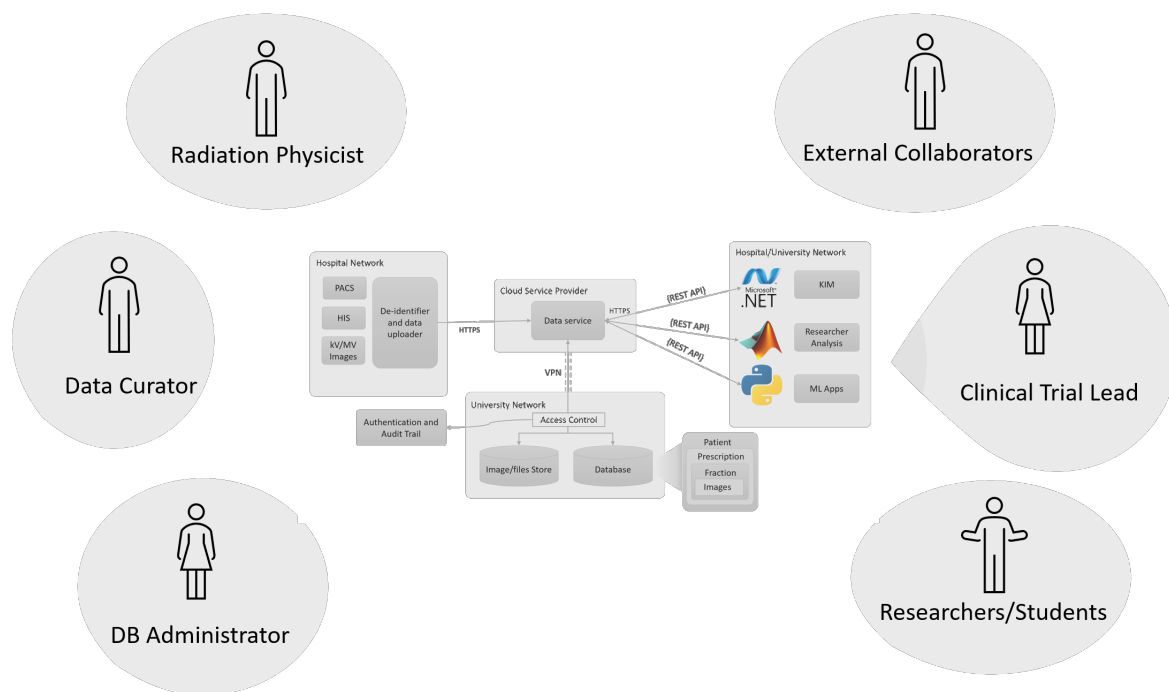 Radiation Physicist
External Collaborators
Data Curator
Clinical Trial Lead
DB Administrator
Researchers/Students
Hospital Network
PACS
HIS
kV/MV
Images
De-identifier
and data
uploader
HTTPS
Cloud Service Provider
Data service
HTTPS
{REST API}
{REST API}
{REST API}
Hospital/University Network
Microsoft®
.NET
KIM
Researcher
Analysis
ML Apps
VPN
University Network
Access Control
Authentication and
Audit Trail
Image/files Store
Database
Patient
Prescription
Fraction
Images